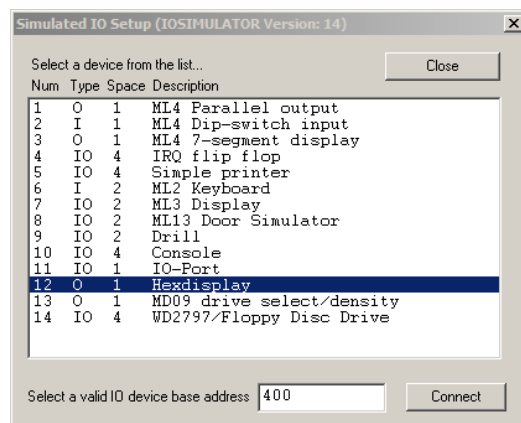 Simulated IO Setup (IOSIMULATOR Version: 14)
Select a device from the list...
Close
Num Type Space Description
1 O 1 ML4 Parallel output
2 I 1 ML4 Dip-switch input
3 O 1 ML4 7-segment display
4 IO 4 IRQ flip flop
5 IO 4 Simple printer
6 I 2 ML2 Keyboard
7 IO 2 ML3 Display
8 IO 2 ML13 Door Simulator
9 IO 2 Drill
10 IO 4 Console
11 IO 1 IO-Port
12 O 1 Hexdisplay
13 O 1 MD09 drive select/density
14 IO 4 WD2797/Floppy Disc Drive
Select a valid IO device base address 400 Connect